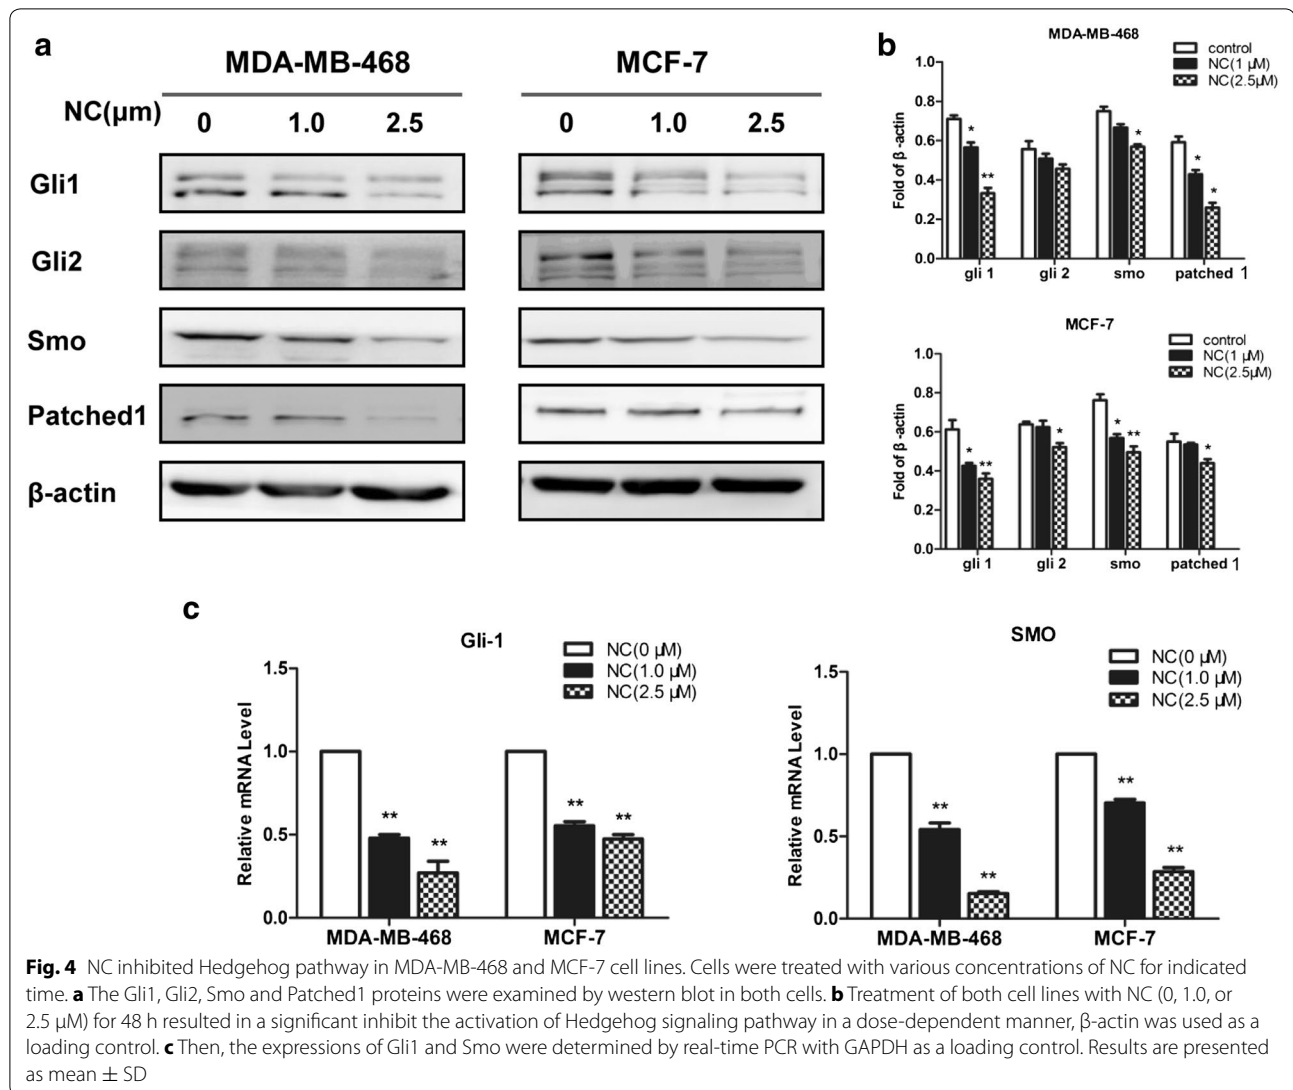 a
MDA-MB-468
MCF-7
NC(μm)
0 1.0 2.5
0 1.0 2.5
Gli1
Gli2
Smo
Patched1
β-actin
b
MDA-MB-468
control
NC(1 μM)
NC(2.5μM)
Fold of β -actin
1.0
0.8
0.6
0.4
0.2
0.0
* ** * * *
gli 1 gli 2 smo patched 1
MCF-7
control
NC(1 μM)
NC(2.5μM)
Fold of β -actin
1.0
0.8
0.6
0.4
0.2
0.0
* ** * * ** *
gli 1 gli 2 smo patched 1
c
Gli-1
NC(0 μM)
NC(1.0 μM)
NC(2.5 μM)
Relative mRNA Level
1.5
1.0
0.5
0.0
** ** ** **
MDA-MB-468 MCF-7
SMO
NC(0 μM)
NC(1.0 μM)
NC(2.5 μM)
Relative mRNA Level
1.5
1.0
0.5
0.0
** ** ** **
MDA-MB-468 MCF-7
Fig. 4 NC inhibited Hedgehog pathway in MDA-MB-468 and MCF-7 cell lines. Cells were treated with various concentrations of NC for indicated
time. a The Gli1, Gli2, Smo and Patched1 proteins were examined by western blot in both cells. b Treatment of both cell lines with NC (0, 1.0, or
2.5 μM) for 48 h resulted in a significant inhibit the activation of Hedgehog signaling pathway in a dose-dependent manner, β-actin was used as a
loading control. c Then, the expressions of Gli1 and Smo were determined by real-time PCR with GAPDH as a loading control. Results are presented
as mean ± SD